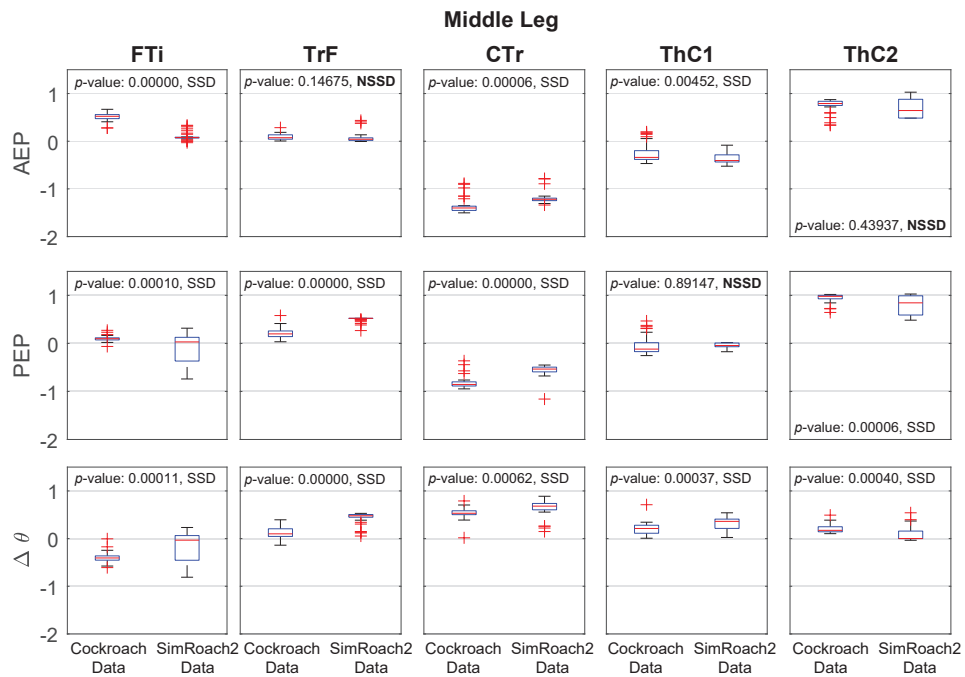 Middle Leg
FTi TrF CTr ThC1 ThC2
p-value: 0.00000, SSD
p-value: 0.14675, NSSD
p-value: 0.00006, SSD
p-value: 0.00452, SSD
p-value: 0.43937, NSSD
AEP
1
0
-1
-2
p-value: 0.00010, SSD
p-value: 0.00000, SSD
p-value: 0.00000, SSD
p-value: 0.89147, NSSD
p-value: 0.00006, SSD
PEP
1
0
-1
-2
p-value: 0.00011, SSD
p-value: 0.00000, SSD
p-value: 0.00062, SSD
p-value: 0.00037, SSD
p-value: 0.00040, SSD
Δ θ
1
0
-1
-2
Cockroach SimRoach2 Cockroach SimRoach2 Cockroach SimRoach2 Cockroach SimRoach2 Cockroach SimRoach2
Data Data Data Data Data Data Data Data Data Data